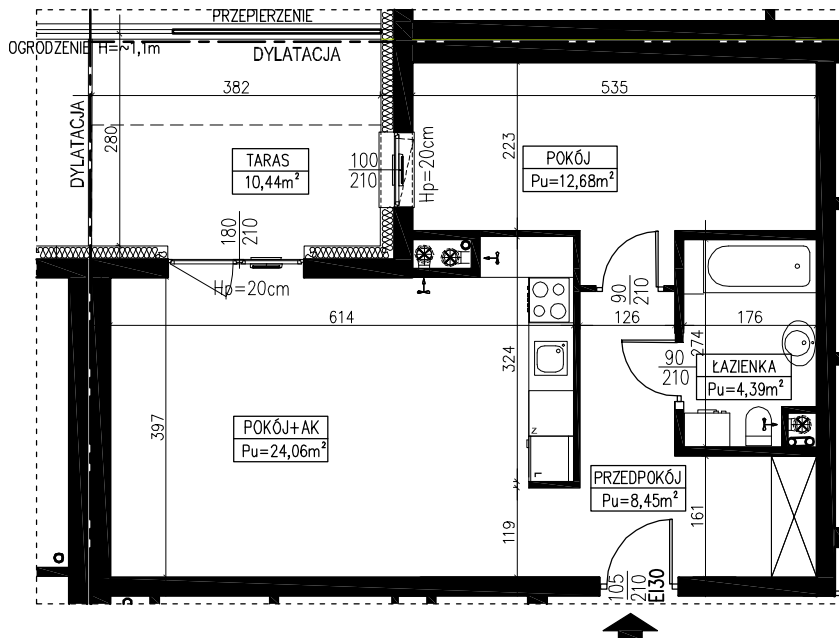 PRZEPIERZENIE
OGRODZENIE H=~1,1m
DYLATACJA
382
535
DYLATACJA
280
223
TARAS
10,44m²
100
210
Hp=20cm
POKÓJ
Pu=12,68m²
180
210
Hp=20cm
90
210
614
126
176
324
274
90
210
ŁAZIENKA
Pu=4,39m²
397
POKÓJ+AK
Pu=24,06m²
Z
L
PRZEDPOKÓJ
Pu=8,45m²
119
161
105
210
EI30